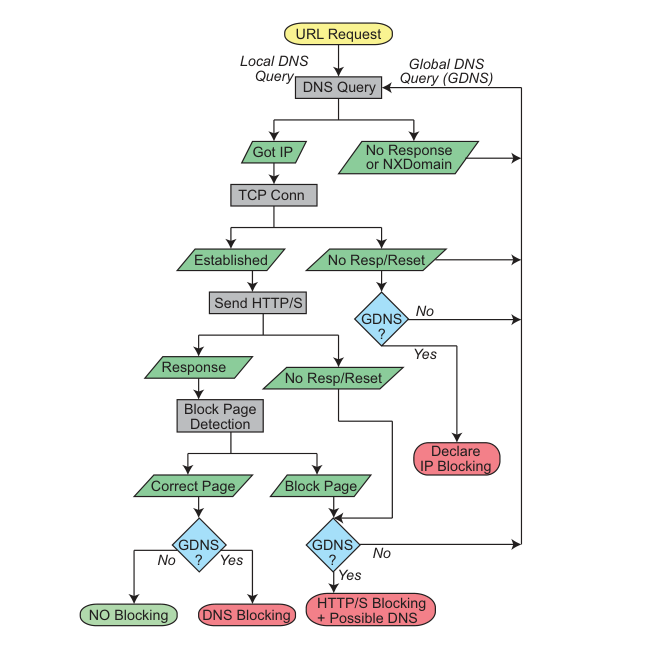 URL Request
Local DNS
Query
Global DNS
Query (GDNS)
DNS Query
Got IP
No Response
or NXDomain
TCP Conn
Established
No Resp/Reset
Send HTTP/S
GDNS
?
No
Yes
Response
No Resp/Reset
Block Page
Detection
Declare
IP Blocking
Correct Page
Block Page
GDNS
?
No
Yes
GDNS
?
No
Yes
NO Blocking
DNS Blocking
HTTP/S Blocking
+ Possible DNS